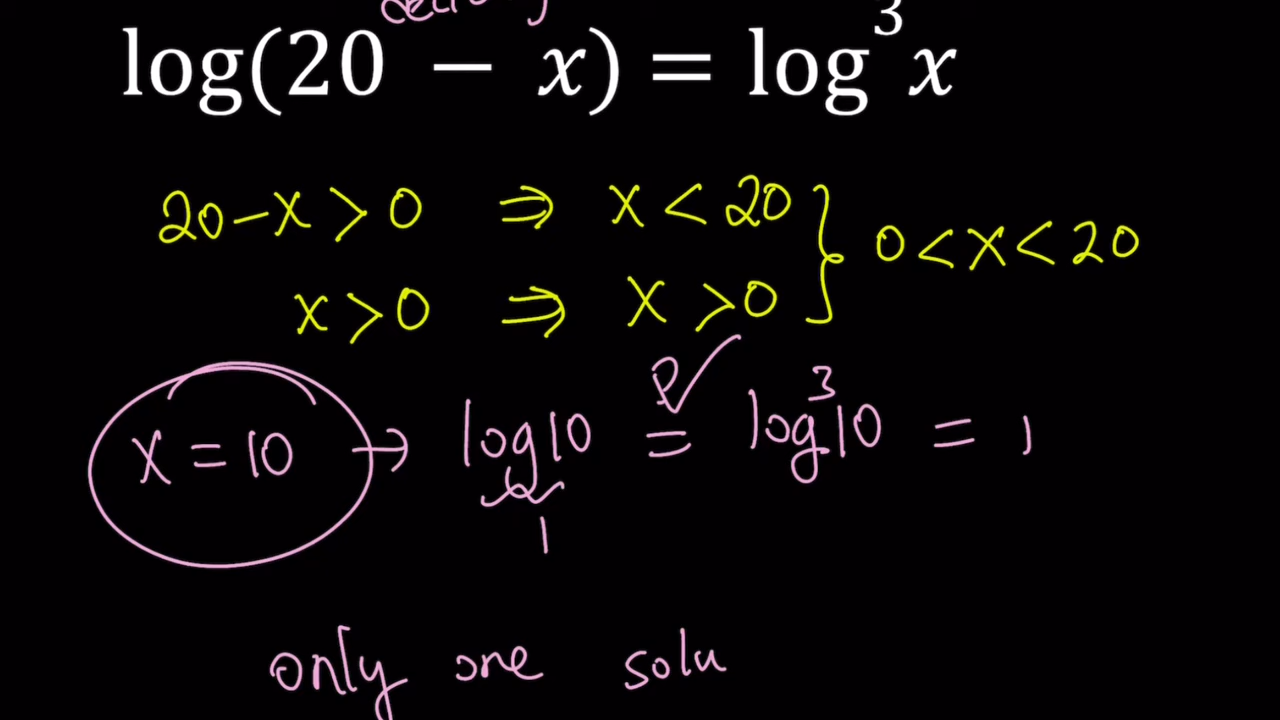 log(20 − x) = log³x
20-x>0 ⇒ x<20
x>0 ⇒ x>0
0<x<20
x=10 → log10 ?= log³10 = 1
1
only one solu